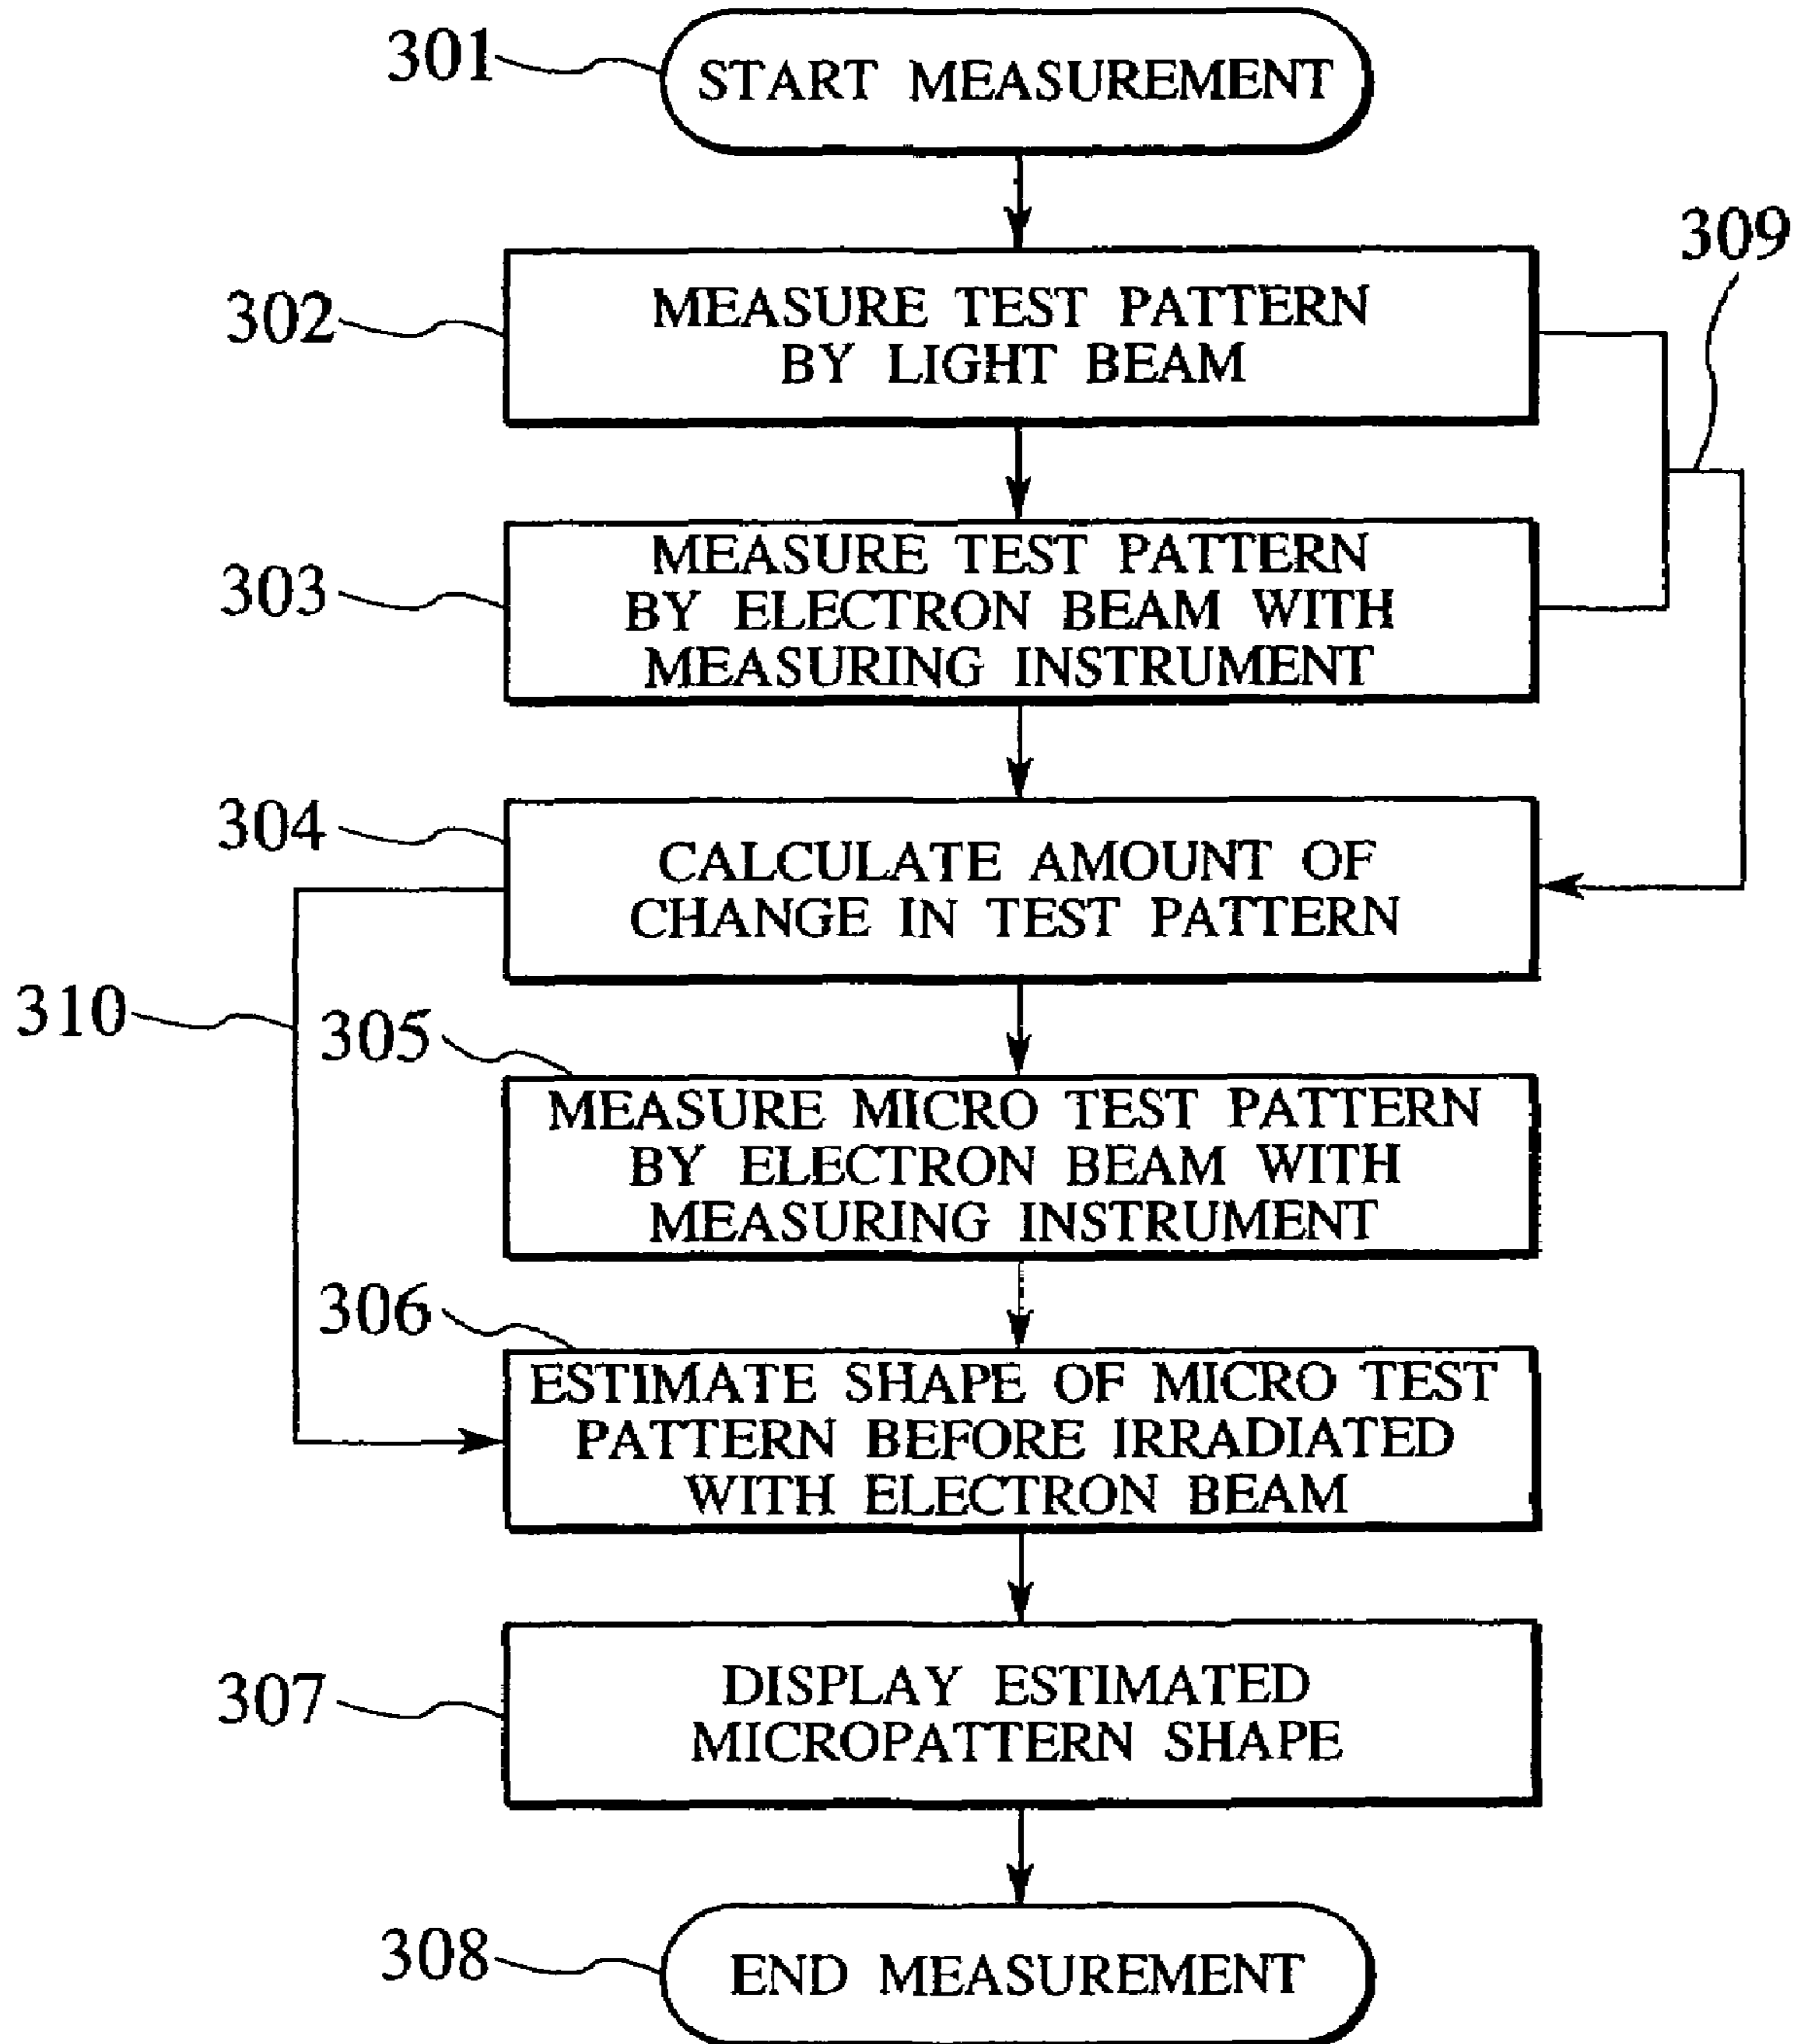 301
START MEASUREMENT
309
302
MEASURE TEST PATTERN
BY LIGHT BEAM
303
MEASURE TEST PATTERN
BY ELECTRON BEAM WITH
MEASURING INSTRUMENT
304
CALCULATE AMOUNT OF
CHANGE IN TEST PATTERN
310
305
MEASURE MICRO TEST PATTERN
BY ELECTRON BEAM WITH
MEASURING INSTRUMENT
306
ESTIMATE SHAPE OF MICRO TEST
PATTERN BEFORE IRRADIATED
WITH ELECTRON BEAM
307
DISPLAY ESTIMATED
MICROPATTERN SHAPE
308
END MEASUREMENT